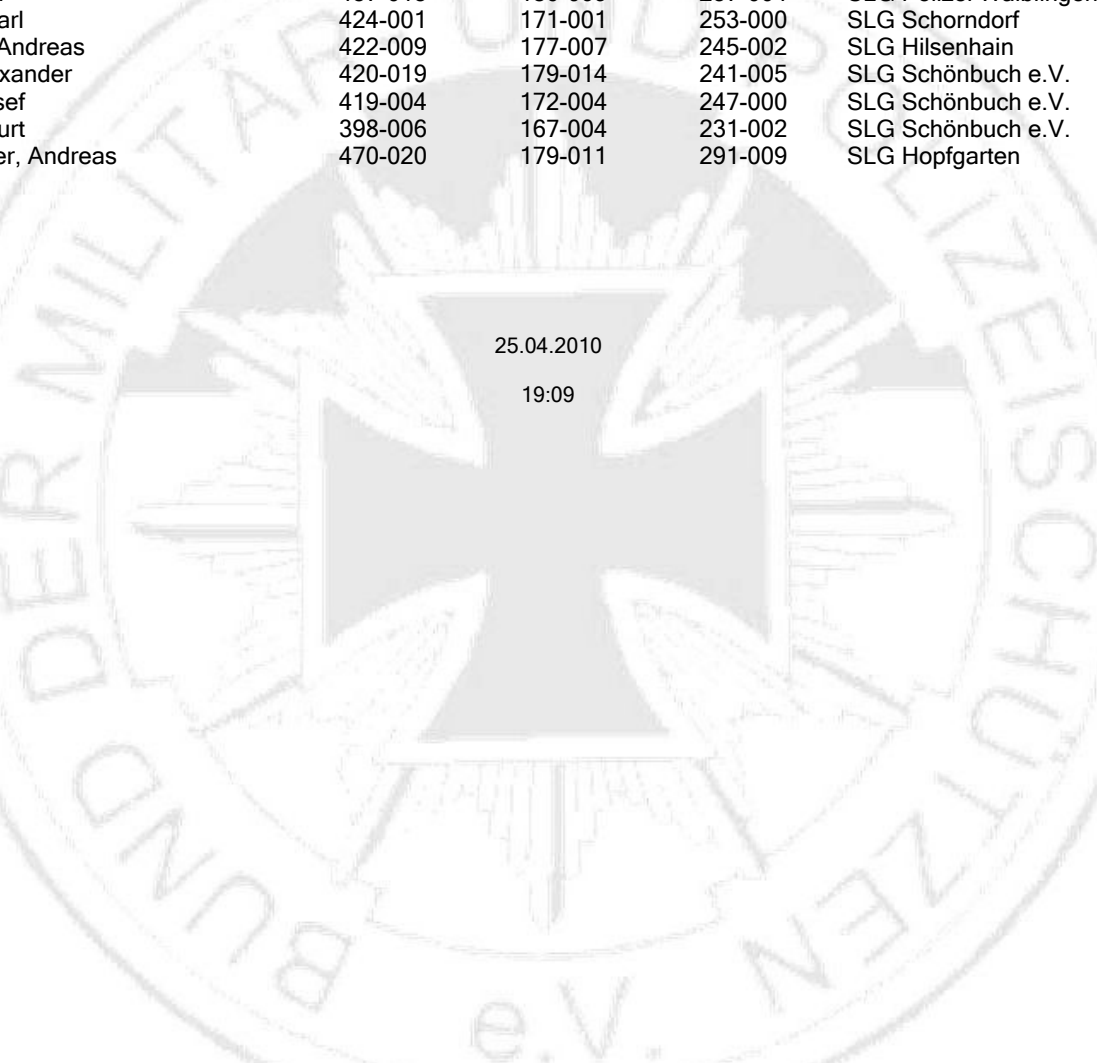 arl 424-001 171-001 253-000 SLG Schorndorf
Andreas 422-009 177-007 245-002 SLG Hilsenhain
xander 420-019 179-014 241-005 SLG Schönbuch e.V.
sef 419-004 172-004 247-000 SLG Schönbuch e.V.
urt 398-006 167-004 231-002 SLG Schönbuch e.V.
er, Andreas 470-020 179-011 291-009 SLG Hopfgarten
25.04.2010
19:09
BUND DER MILITÄR UND POLIZEISCHÜTZEN
e.V.